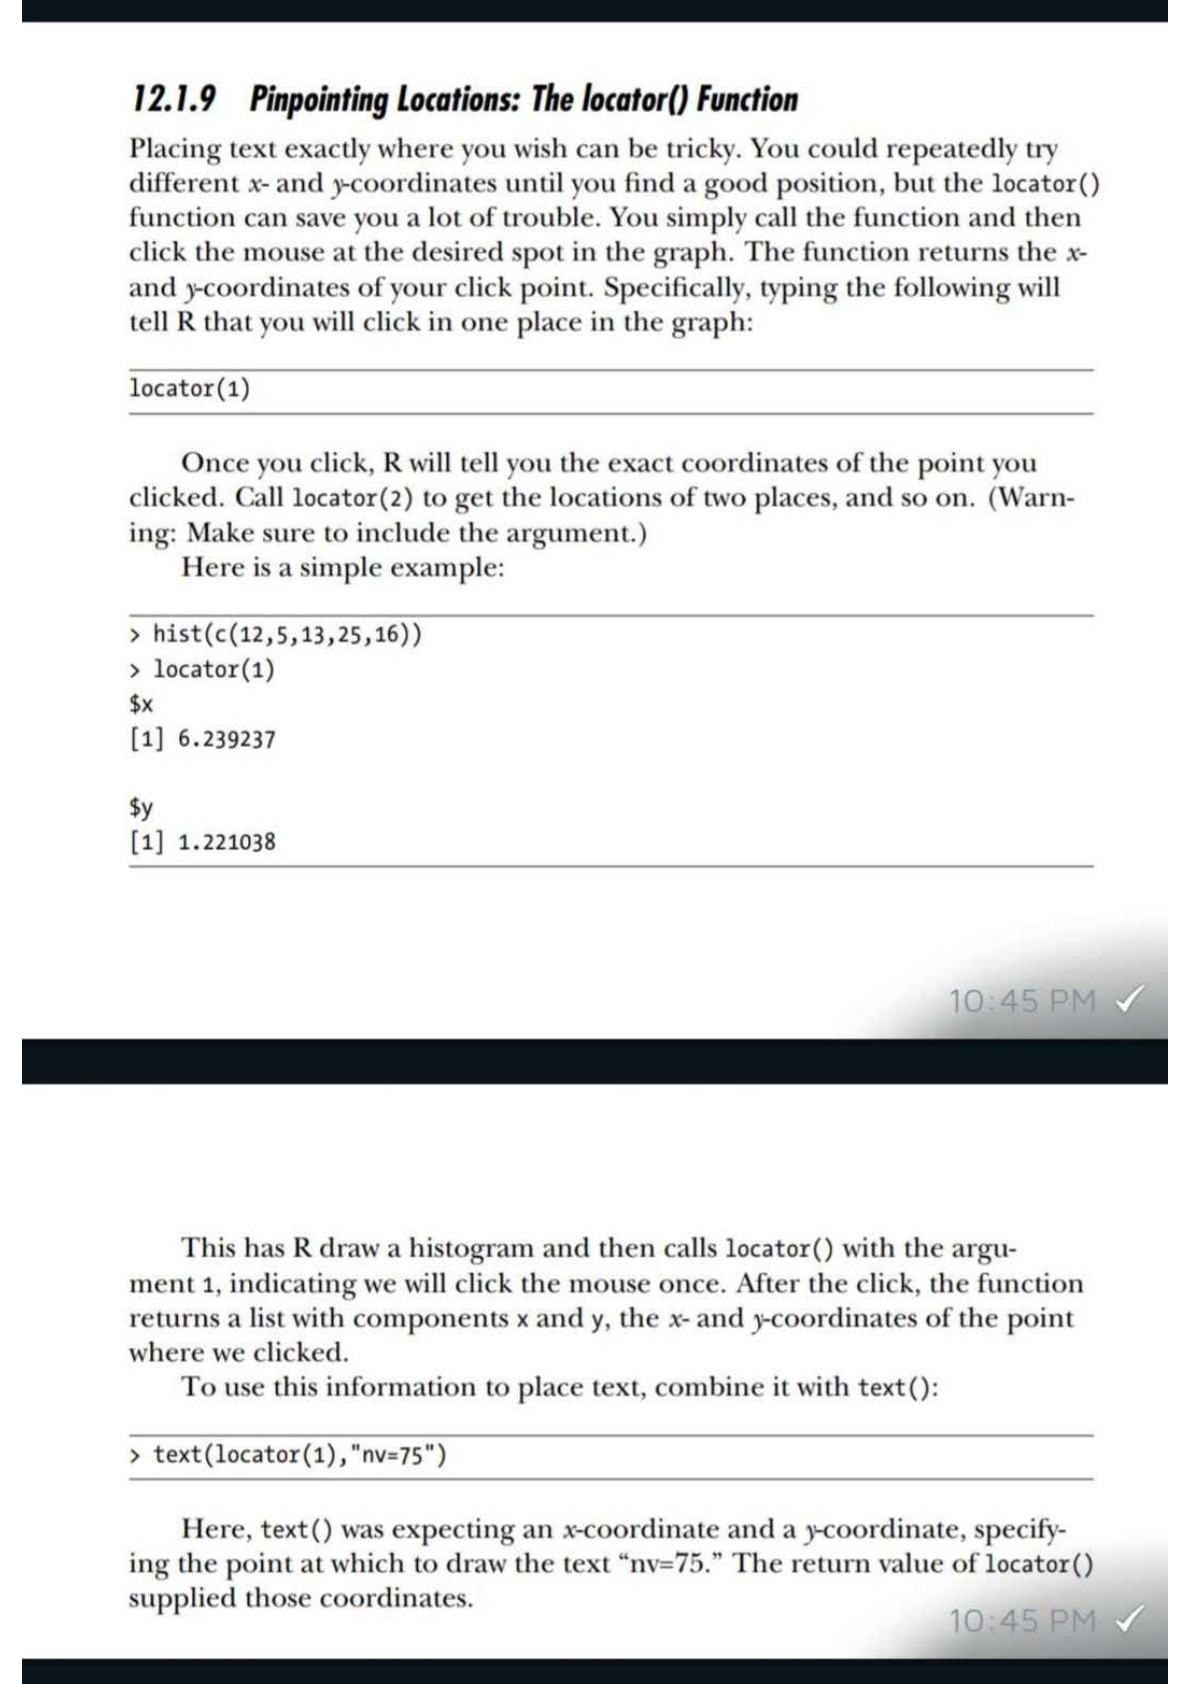 12.1.9 Pinpointing Locations: The locator() Function
Placing text exactly where you wish can be tricky. You could repeatedly try
different x- and y-coordinates until you find a good position, but the locator()
function can save you a lot of trouble. You simply call the function and then
click the mouse at the desired spot in the graph. The function returns the x-
and y-coordinates of your click point. Specifically, typing the following will
tell R that you will click in one place in the graph:
locator(1)
Once you click, R will tell you the exact coordinates of the point you
clicked. Call locator(2) to get the locations of two places, and so on. (Warn-
ing: Make sure to include the argument.)
Here is a simple example:
> hist(c(12,5,13,25,16))
> locator(1)
$x
[1] 6.239237
$y
[1] 1.221038
10:45 PM ✓
This has R draw a histogram and then calls locator() with the argu-
ment 1, indicating we will click the mouse once. After the click, the function
returns a list with components x and y, the x- and y-coordinates of the point
where we clicked.
To use this information to place text, combine it with text():
> text(locator(1),"nv=75")
Here, text() was expecting an x-coordinate and a y-coordinate, specify-
ing the point at which to draw the text “nv=75.” The return value of locator()
supplied those coordinates.
10:45 PM ✓